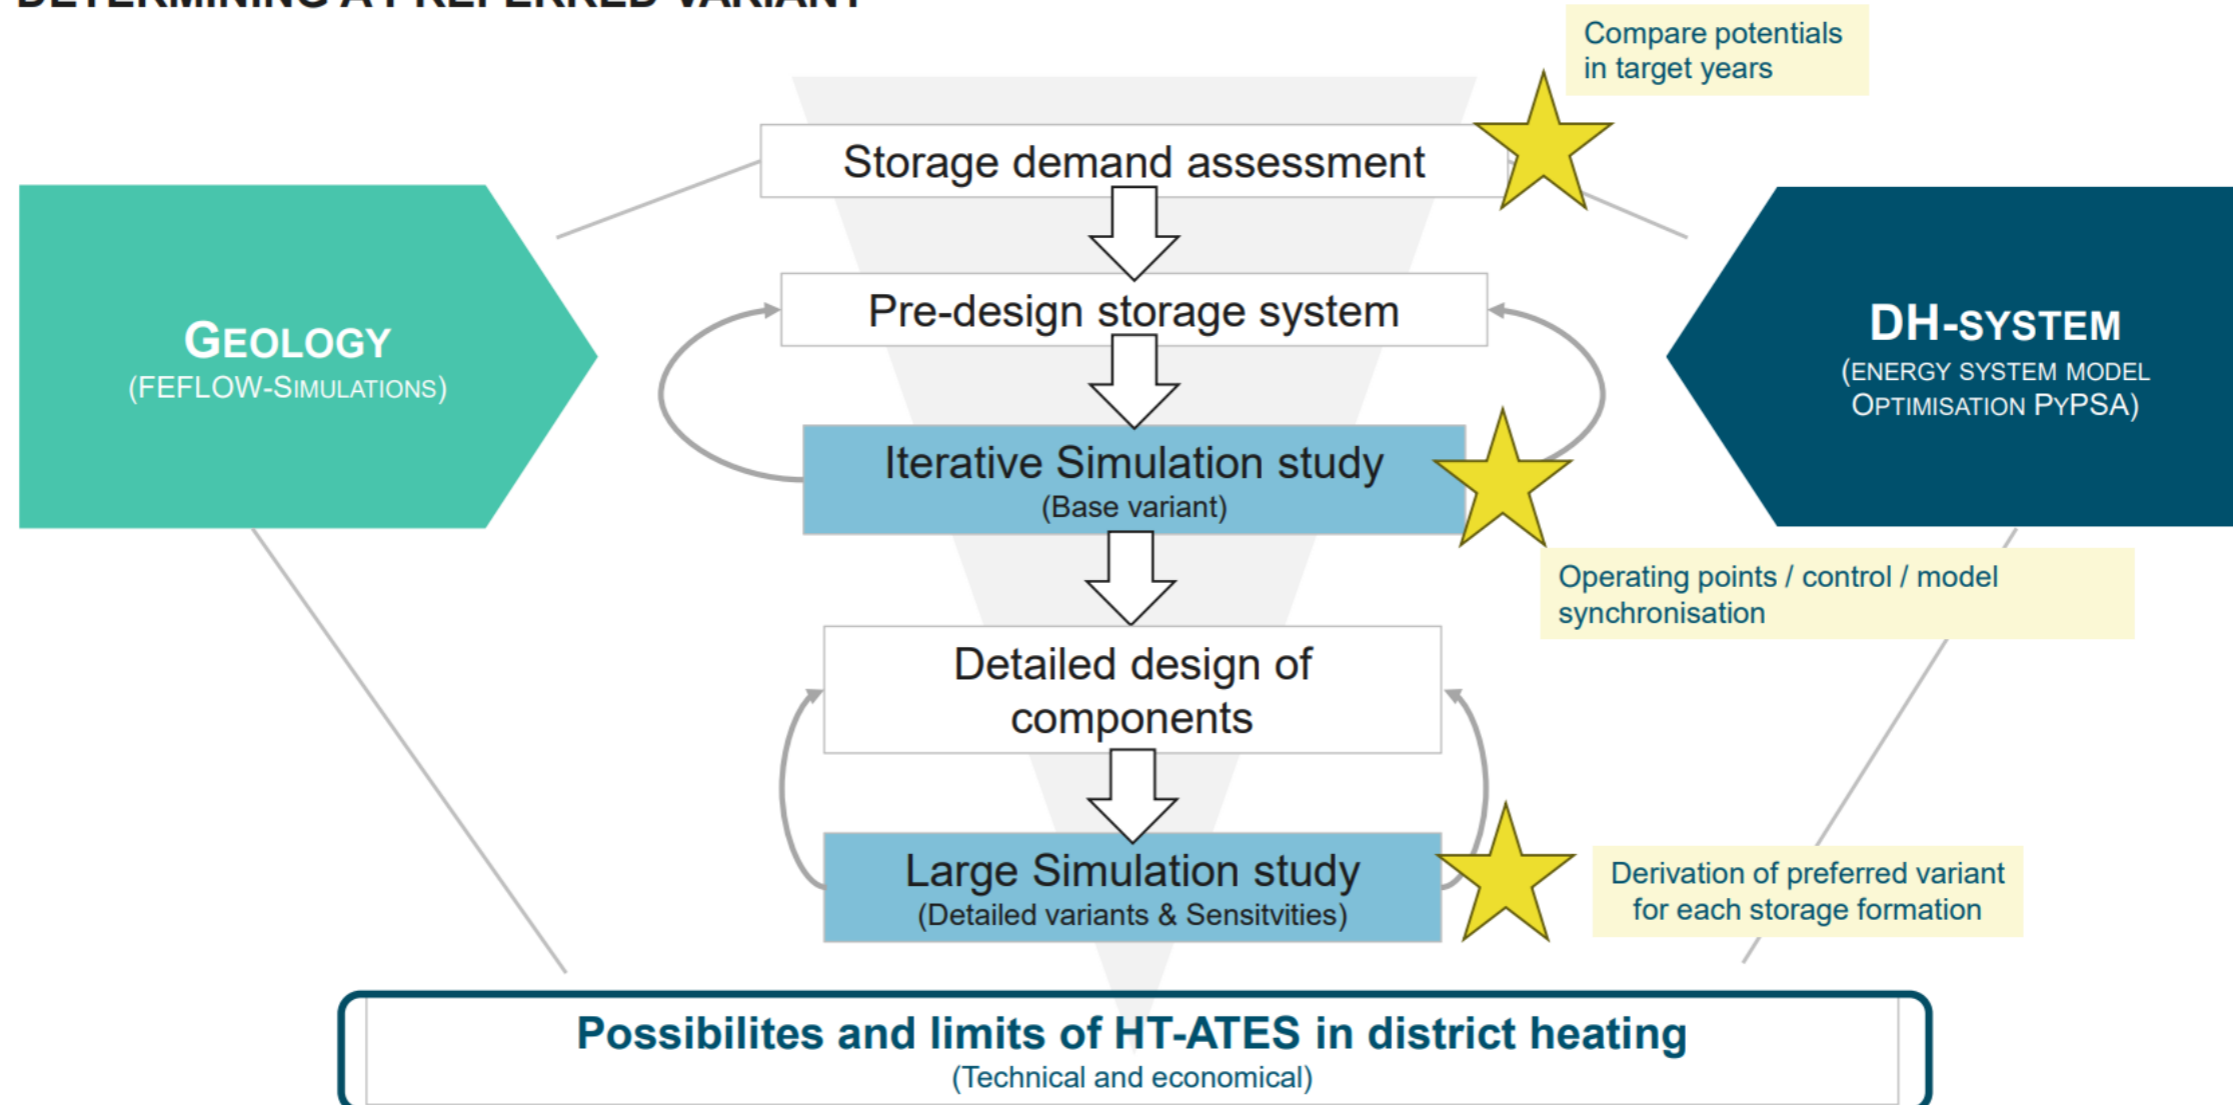 DETERMINING A PREFERRED VARIANT
Compare potentials
in target years
Storage demand assessment
GEOLOGY
(FEFLOW-SIMULATIONS)
Pre-design storage system
DH-SYSTEM
(ENERGY SYSTEM MODEL
OPTIMISATION PYPSA)
Iterative Simulation study
(Base variant)
Operating points / control / model
synchronisation
Detailed design of
components
Large Simulation study
(Detailed variants & Sensitvities)
Derivation of preferred variant
for each storage formation
Possibilites and limits of HT-ATES in district heating
(Technical and economical)